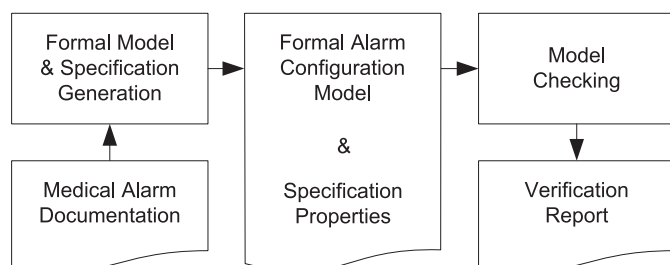 Formal Model
& Specification
Generation
Medical Alarm
Documentation
Formal Alarm
Configuration
Model
&
Specification
Properties
Model
Checking
Verification
Report